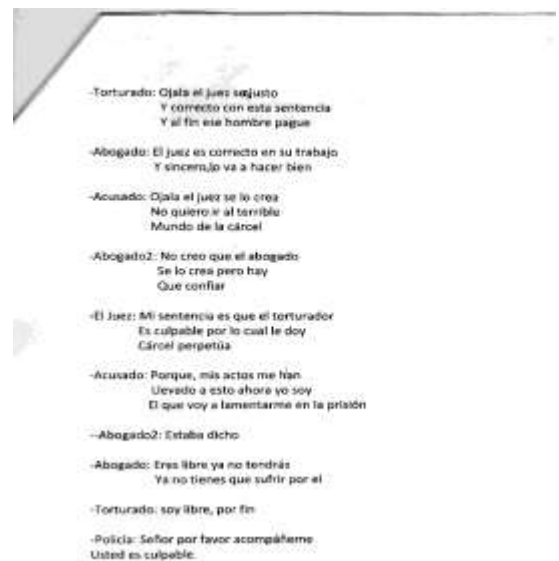 -Torturado: Ojala el juez sea justo
Y correcto con esta sentencia
Y al fin ese hombre pague
-Abogado: El juez es correcto en su trabajo
Y sincero,lo va a hacer bien
-Acusado: Ojala el juez se lo crea
No quiero ir al terrible
Mundo de la cárcel
-Abogado2: No creo que el abogado
Se lo crea pero hay
Que confiar
-El Juez: Mi sentencia es que el torturador
Es culpable por lo cual le doy
Cárcel perpetúa
-Acusado: Porque, mis actos me han
Llevado a esto ahora yo soy
El que voy a lamentarme en la prisión
--Abogado2: Estaba dicho
-Abogado: Eres libre ya no tendrás
Ya no tienes que sufrir por el
-Torturado: soy libre, por fin
-Policía: Señor por favor acompáñeme
Usted es culpable.